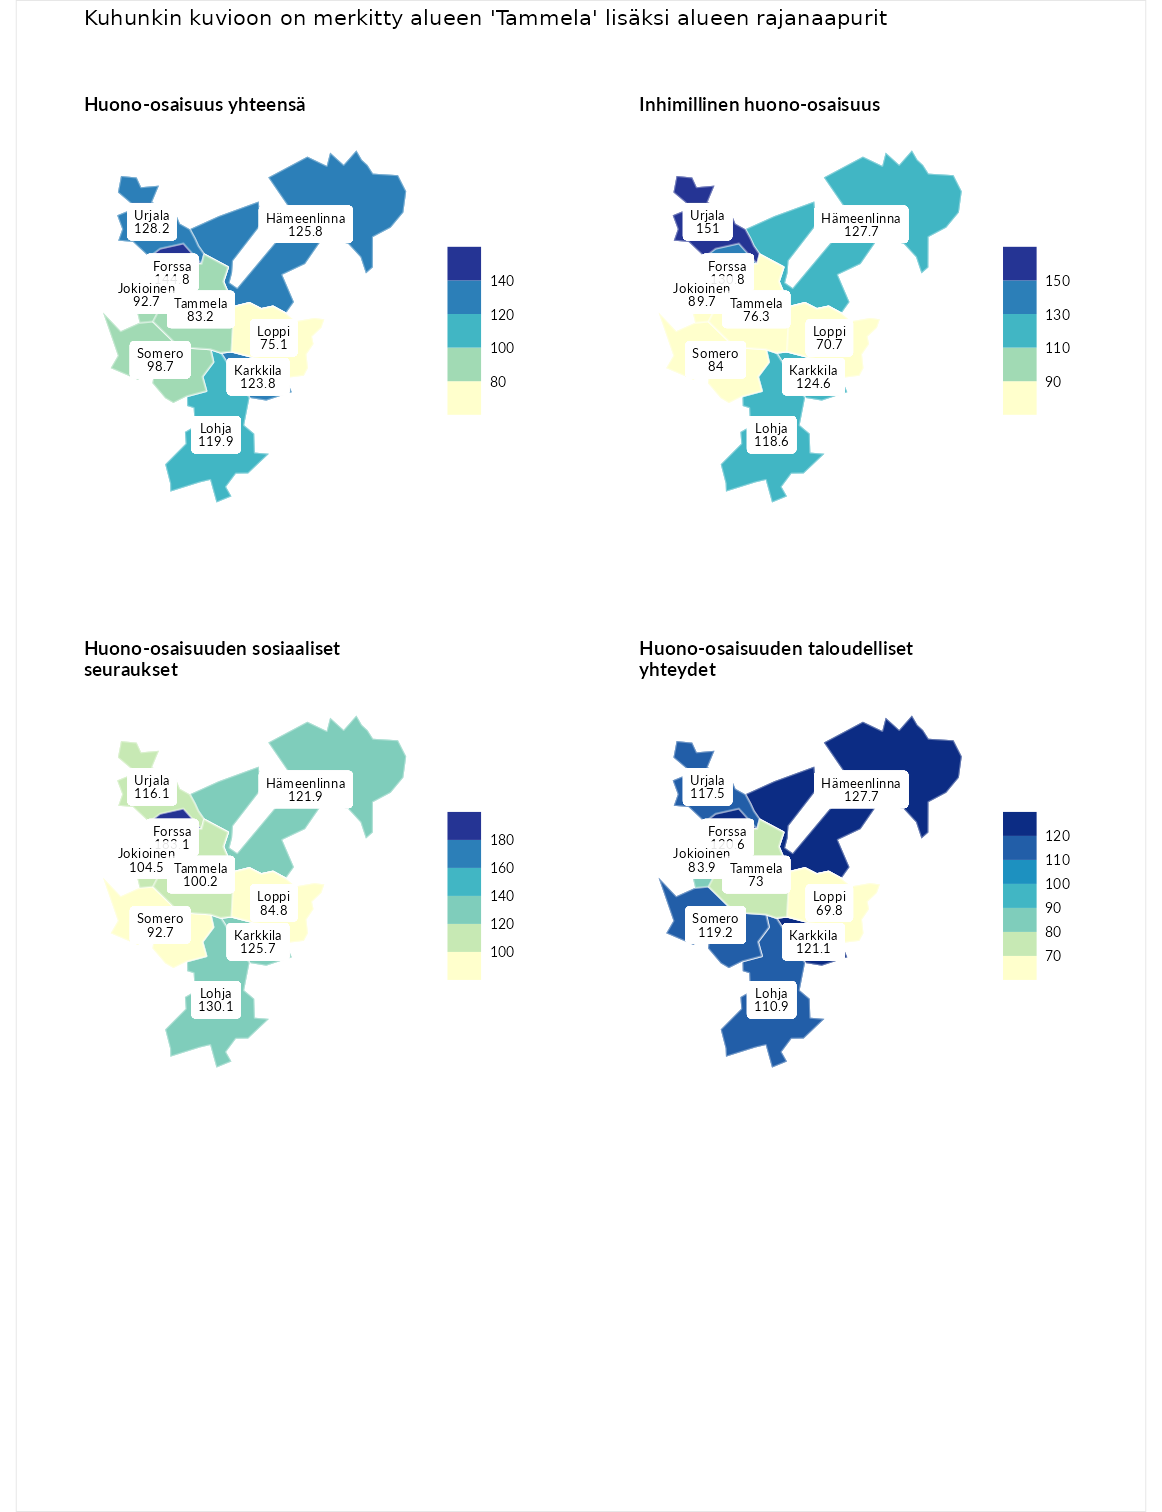 Kuhunkin kuvioon on merkitty alueen 'Tammela' lisäksi alueen rajanaapurit
Huono-osaisuus yhteensä
Urjala
128.2
Hämeenlinna
125.8
Forssa
Jokioinen
92.7
Tammela
83.2
Loppi
75.1
Somero
98.7
Karkkila
123.8
Lohja
119.9
140
120
100
80
Inhimillinen huono-osaisuus
Urjala
151
Hämeenlinna
127.7
Forssa
Jokioinen
89.7
Tammela
76.3
Loppi
70.7
Somero
84
Karkkila
124.6
Lohja
118.6
150
130
110
90
Huono-osaisuuden sosiaaliset
seuraukset
Urjala
116.1
Hämeenlinna
121.9
Forssa
Jokioinen
104.5
Tammela
100.2
Loppi
84.8
Somero
92.7
Karkkila
125.7
Lohja
130.1
180
160
140
120
100
Huono-osaisuuden taloudelliset
yhteydet
Urjala
117.5
Hämeenlinna
127.7
Forssa
Jokioinen
83.9
Tammela
73
Loppi
69.8
Somero
119.2
Karkkila
121.1
Lohja
110.9
120
110
100
90
80
70